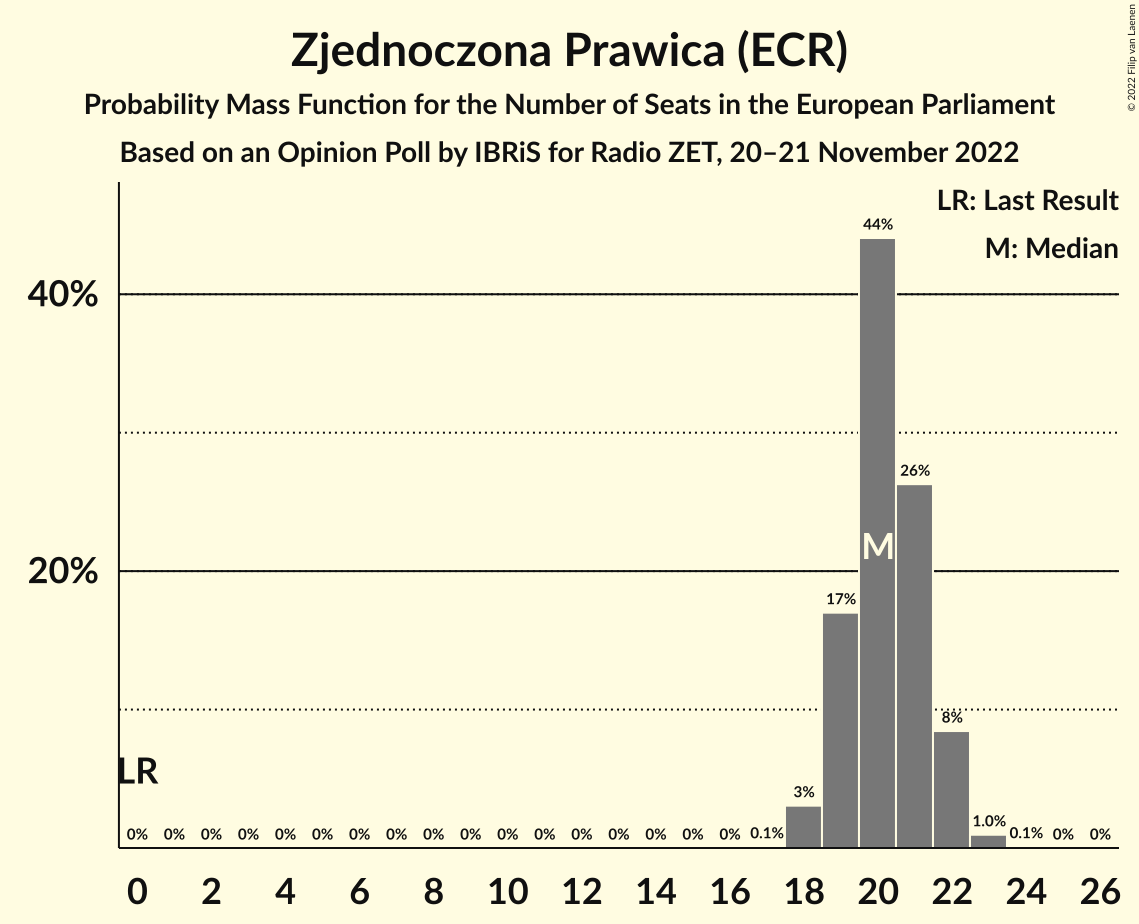 Zjednoczona Prawica (ECR)
Probability Mass Function for the Number of Seats in the European Parliament
Based on an Opinion Poll by IBRiS for Radio ZET, 20–21 November 2022
© 2022 Filip van Laenen
LR: Last Result
M: Median
44%
40%
26%
M
20%
17%
8%
LR
3%
0% 0% 0% 0% 0% 0% 0% 0% 0% 0% 0% 0% 0% 0% 0% 0% 0% 0.1% 1.0% 0.1% 0% 0%
0 2 4 6 8 10 12 14 16 18 20 22 24 26